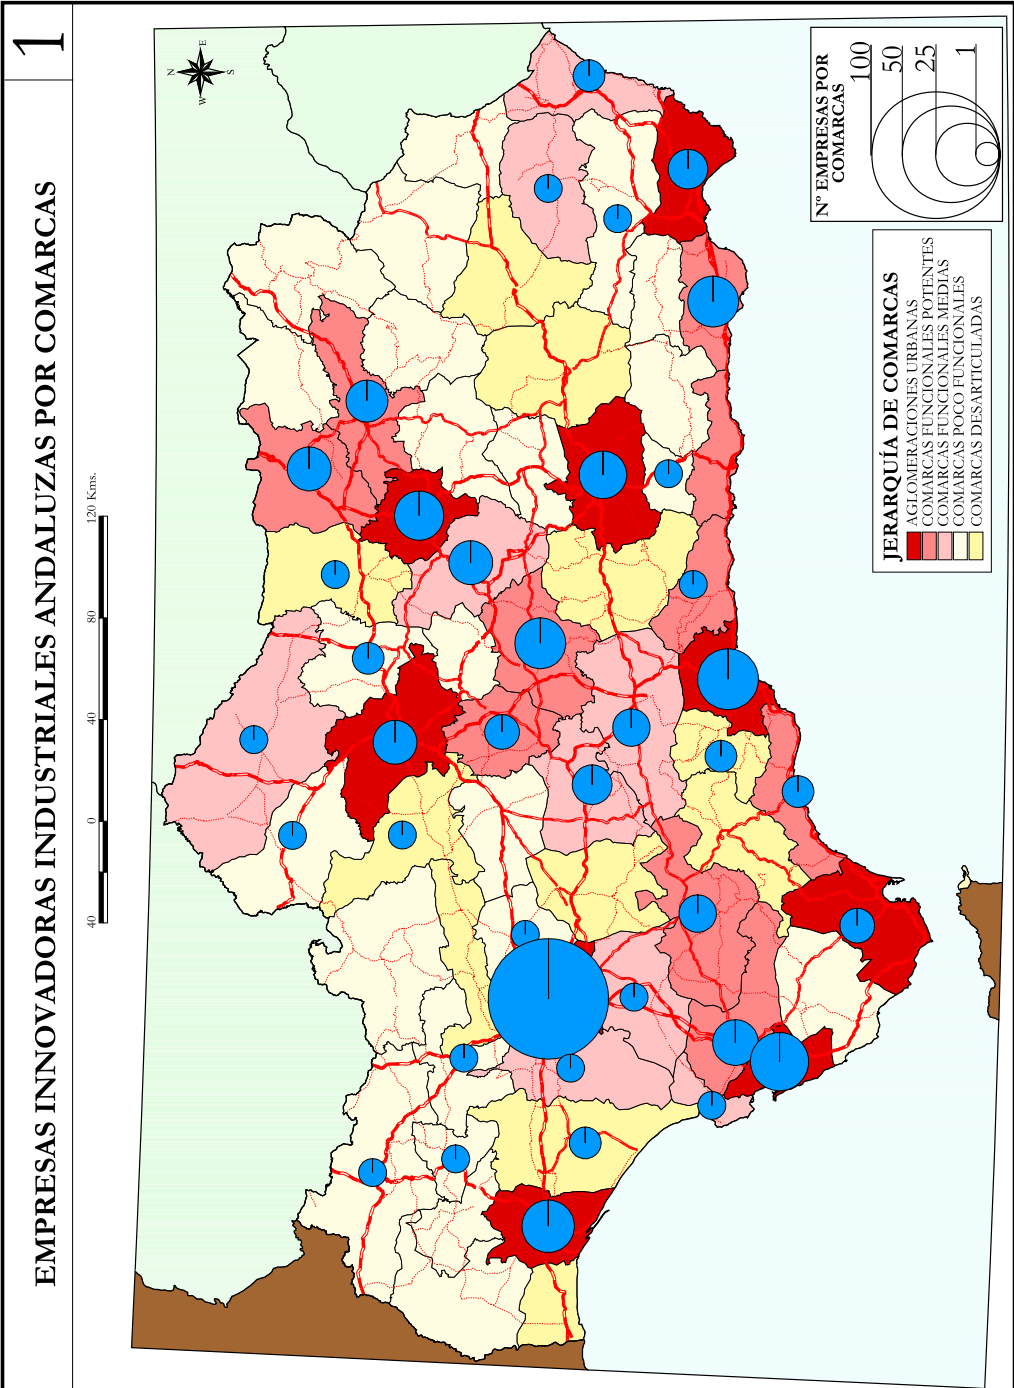 1
EMPRESAS INNOVADORAS INDUSTRIALES ANDALUZAS POR COMARCAS
40 0 40 80 120 Kms.
N
E
S
W
Nº EMPRESAS POR
COMARCAS
100
50
25
1
JERARQUÍA DE COMARCAS
AGLOMERACIONES URBANAS
COMARCAS FUNCIONALES POTENTES
COMARCAS FUNCIONALES MEDIAS
COMARCAS POCO FUNCIONALES
COMARCAS DESARTICULADAS